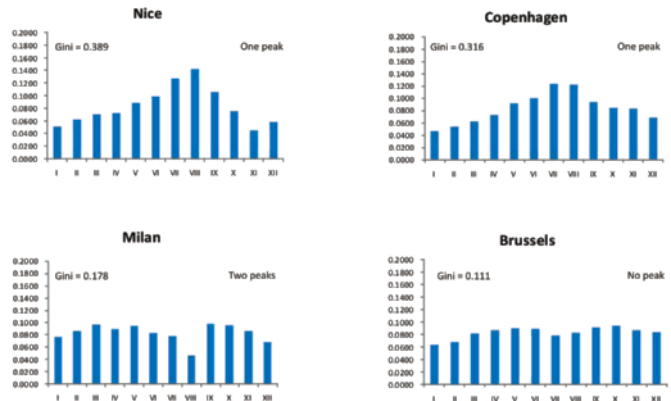 Nice
Gini = 0.389
One peak
0.2000
0.1800
0.1600
0.1400
0.1200
0.1000
0.0800
0.0600
0.0400
0.0200
0.0000
I II III IV V VI VII VIII IX X XI XII
Copenhagen
Gini = 0.316
One peak
0.2000
0.1800
0.1600
0.1400
0.1200
0.1000
0.0800
0.0600
0.0400
0.0200
0.0000
I II III IV V VI VII VIII IX X XI XII
Milan
Gini = 0.178
Two peaks
0.2000
0.1800
0.1600
0.1400
0.1200
0.1000
0.0800
0.0600
0.0400
0.0200
0.0000
I II III IV V VI VII VIII IX X XI XII
Brussels
Gini = 0.111
No peak
0.2000
0.1800
0.1600
0.1400
0.1200
0.1000
0.0800
0.0600
0.0400
0.0200
0.0000
I II III IV V VI VII VIII IX X XI XII